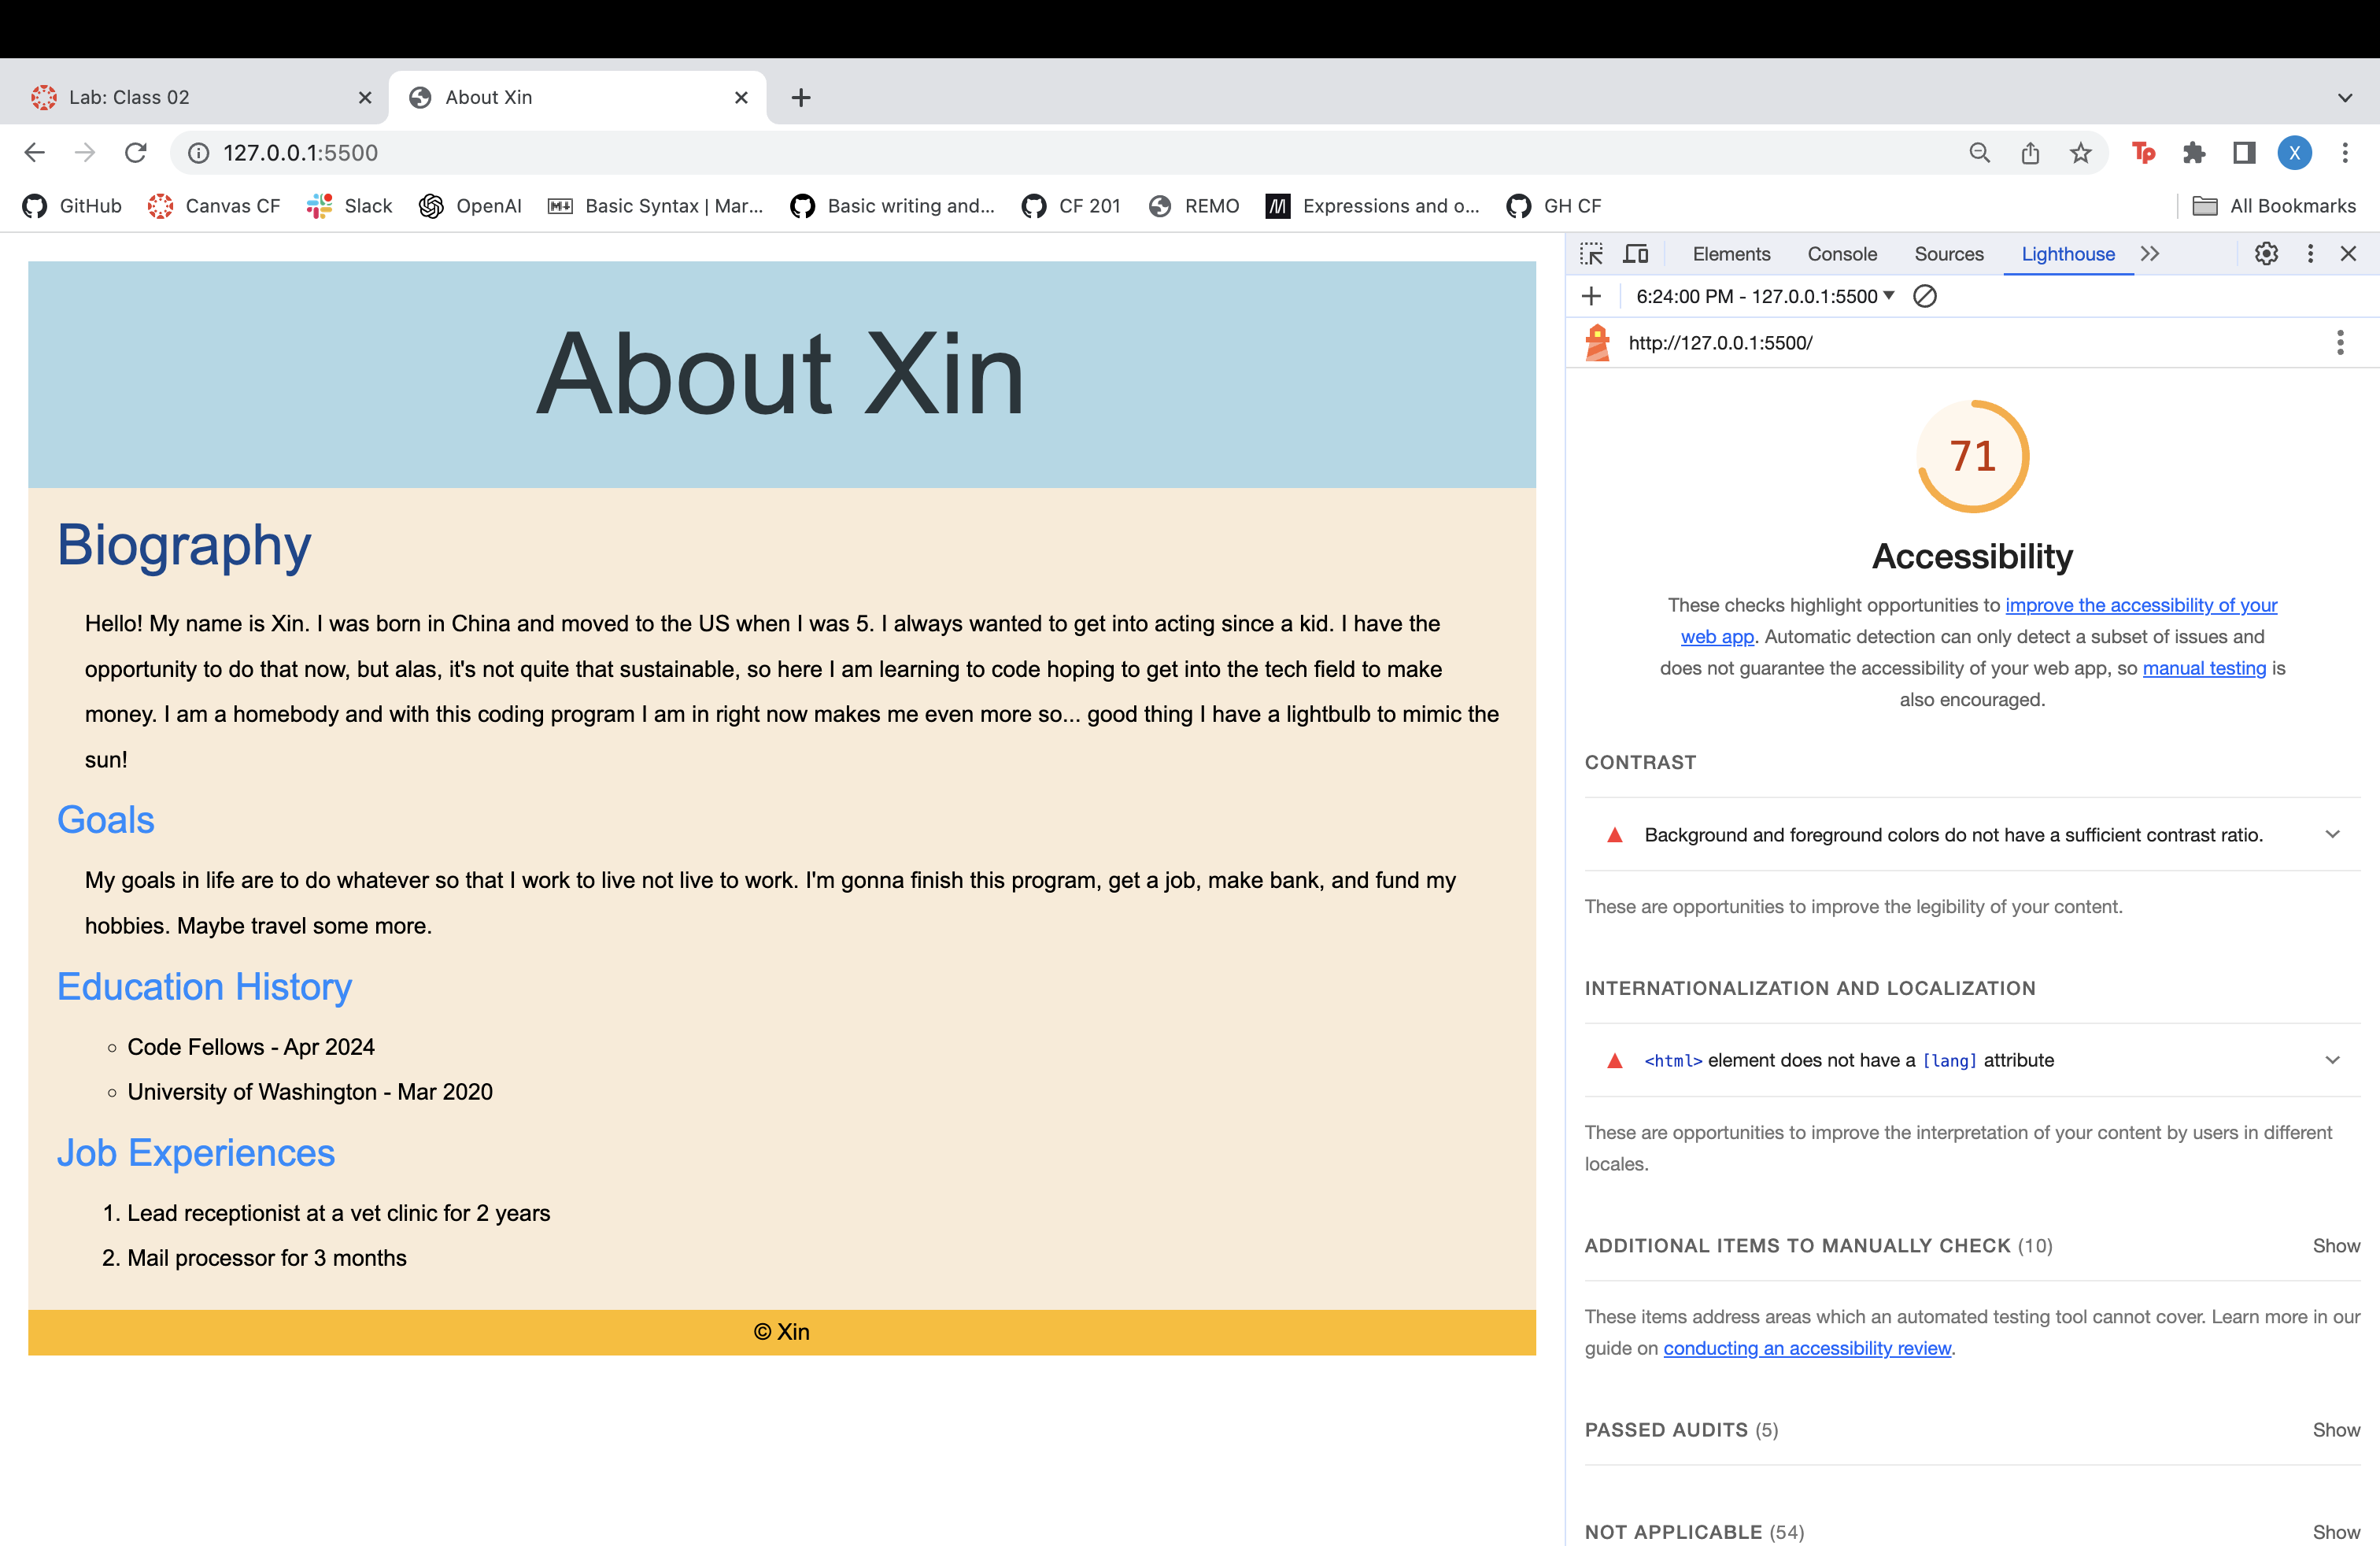 Lab: Class 02
About Xin
127.0.0.1:5500
Tp
X
GitHub
Canvas CF
Slack
OpenAI
Basic Syntax | Mar...
Basic writing and...
CF 201
REMO
Expressions and o...
GH CF
All Bookmarks
About Xin
Biography
Hello! My name is Xin. I was born in China and moved to the US when I was 5. I always wanted to get into acting since a kid. I have the
opportunity to do that now, but alas, it's not quite that sustainable, so here I am learning to code hoping to get into the tech field to make
money. I am a homebody and with this coding program I am in right now makes me even more so... good thing I have a lightbulb to mimic the
sun!
Goals
My goals in life are to do whatever so that I work to live not live to work. I'm gonna finish this program, get a job, make bank, and fund my
hobbies. Maybe travel some more.
Education History
Code Fellows - Apr 2024
University of Washington - Mar 2020
Job Experiences
1. Lead receptionist at a vet clinic for 2 years
2. Mail processor for 3 months
© Xin
Elements
Console
Sources
Lighthouse
6:24:00 PM - 127.0.0.1:5500
http://127.0.0.1:5500/
71
Accessibility
These checks highlight opportunities to improve the accessibility of your
web app. Automatic detection can only detect a subset of issues and
does not guarantee the accessibility of your web app, so manual testing is
also encouraged.
CONTRAST
Background and foreground colors do not have a sufficient contrast ratio.
These are opportunities to improve the legibility of your content.
INTERNATIONALIZATION AND LOCALIZATION
<html> element does not have a [lang] attribute
These are opportunities to improve the interpretation of your content by users in different
locales.
ADDITIONAL ITEMS TO MANUALLY CHECK (10)
Show
These items address areas which an automated testing tool cannot cover. Learn more in our
guide on conducting an accessibility review.
PASSED AUDITS (5)
Show
NOT APPLICABLE (54)
Show